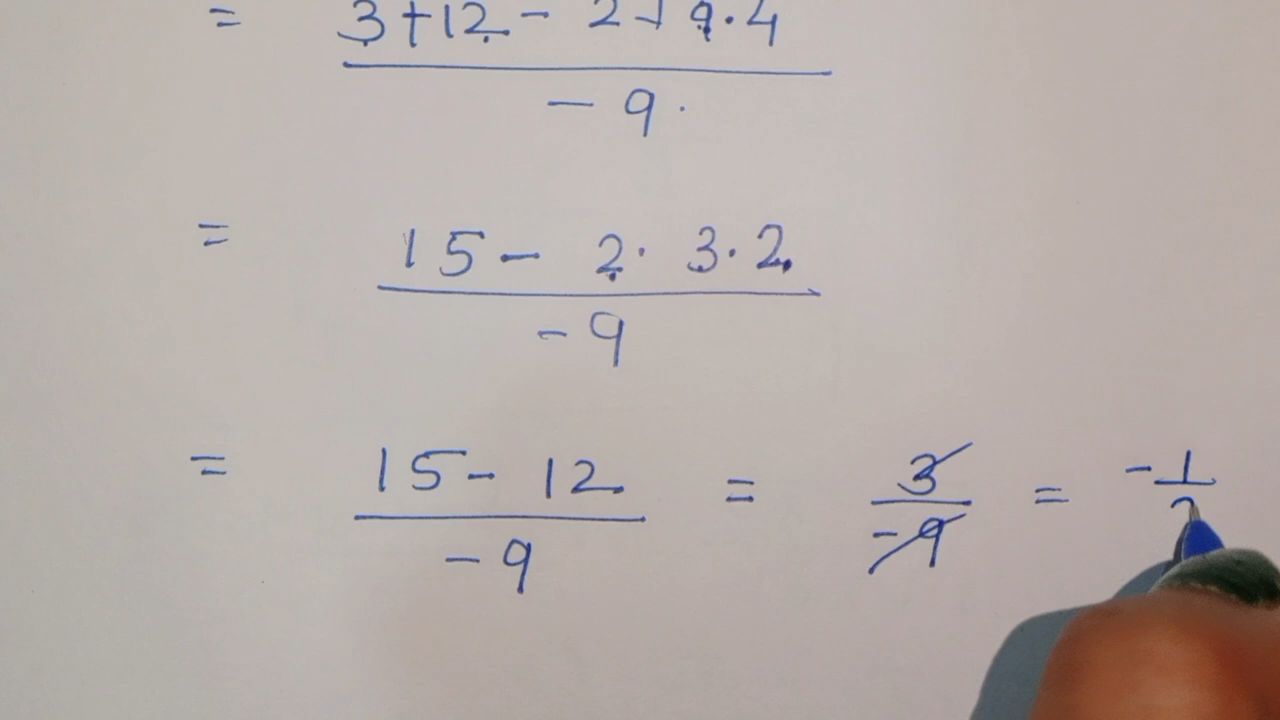 = 3+12 - 2√9.4 / -9.
= 15 - 2. 3.2. / -9
= 15 - 12. / -9 = 3 / -9 = - 1 /